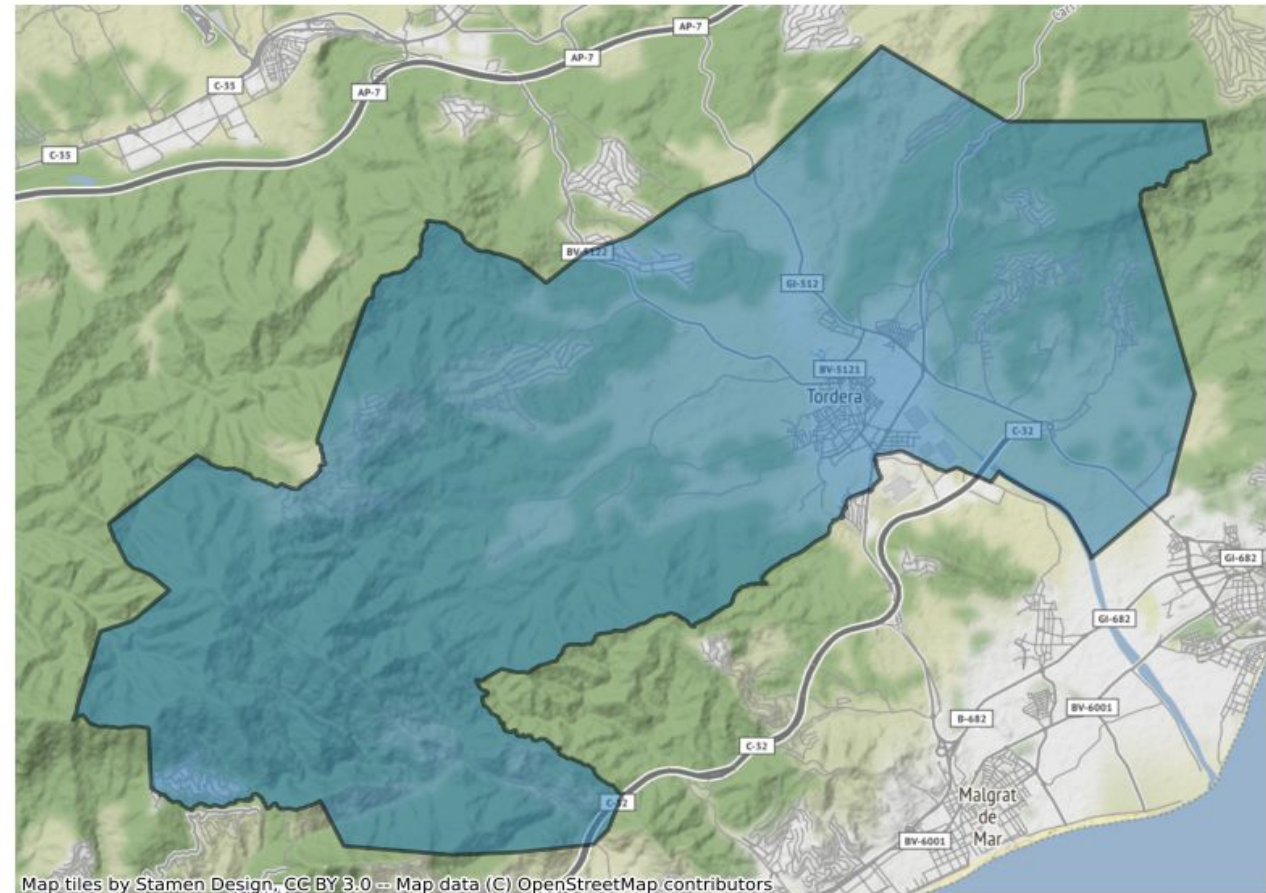 AP-7
AP-7
C-35
AP-7
C-35
BV-5122
GI-512
BV-5121
Tordera
C-32
GI-682
GI-682
BV-6001
B-682
C-32
Malgrat
de
Mar
C-32
BV-6001
Map tiles by Stamen Design, CC BY 3.0 -- Map data (C) OpenStreetMap contributors